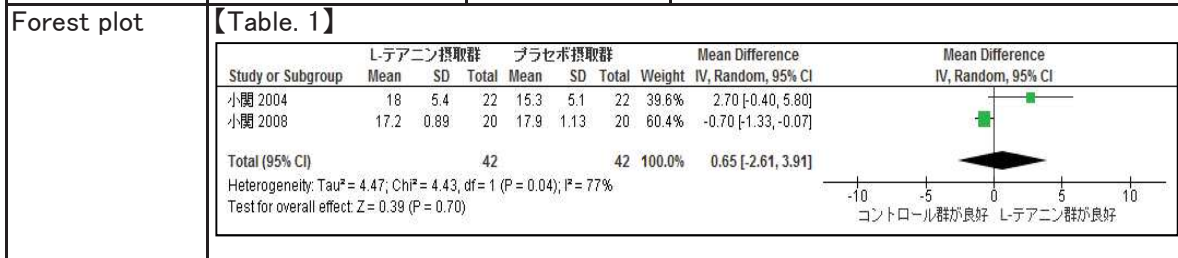 Forest plot
【Table. 1】
L-テアニン摂取群 プラセボ摂取群 Mean Difference Mean Difference
Study or Subgroup Mean SD Total Mean SD Total Weight IV, Random, 95% CI IV, Random, 95% CI
小関 2004 18 5.4 22 15.3 5.1 22 39.6% 2.70 [-0.40, 5.80]
小関 2008 17.2 0.89 20 17.9 1.13 20 60.4% -0.70 [-1.33, -0.07]
Total (95% CI) 42 42 100.0% 0.65 [-2.61, 3.91]
Heterogeneity: Tau² = 4.47; Chi² = 4.43, df = 1 (P = 0.04); I² = 77%
Test for overall effect: Z = 0.39 (P = 0.70)
-10 -5 0 5 10
コントロール群が良好 L-テアニン群が良好